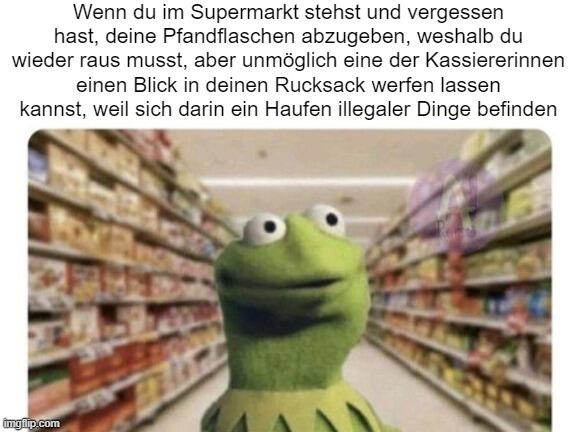 Wenn du im Supermarkt stehst und vergessen
hast, deine Pfandflaschen abzugeben, weshalb du
wieder raus musst, aber unmöglich eine der Kassiererinnen
einen Blick in deinen Rucksack werfen lassen
kannst, weil sich darin ein Haufen illegaler Dinge befinden
imgflip.com